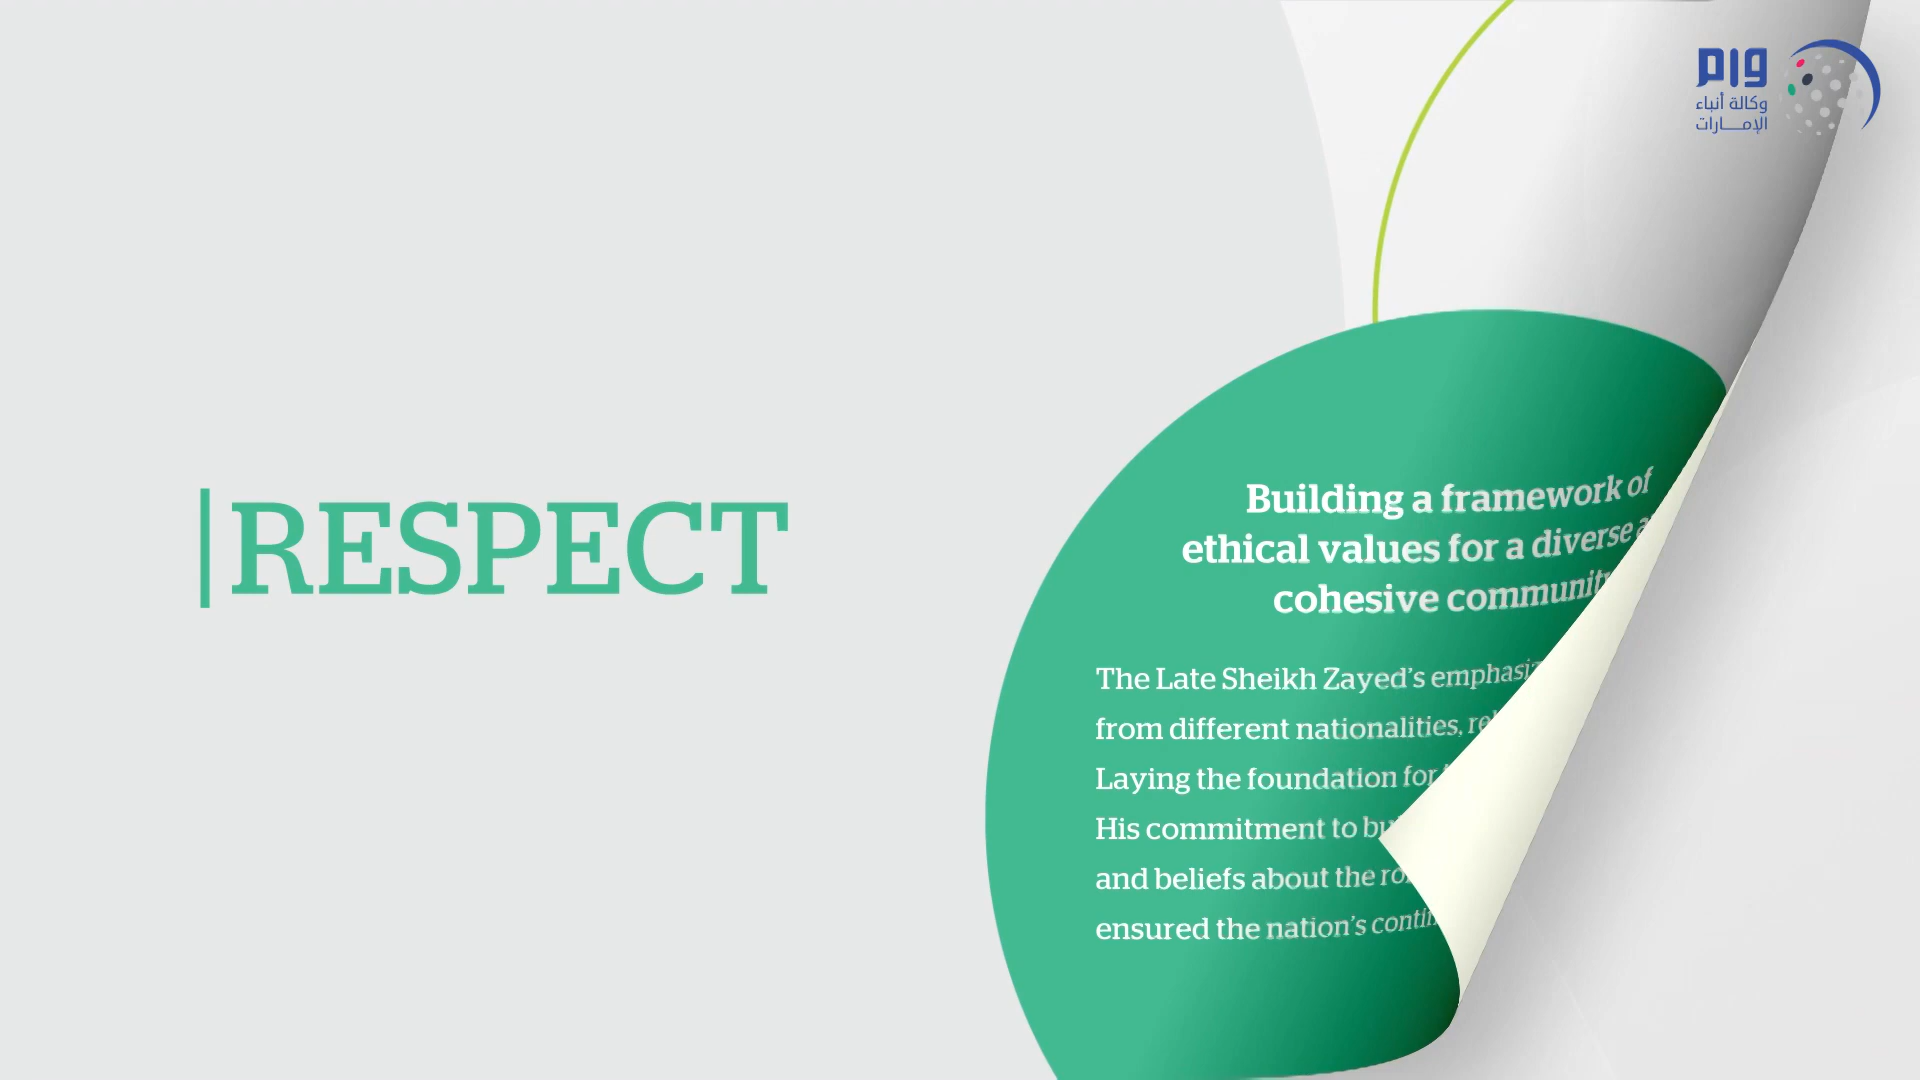 وام
وكالة أنباء
الإمـــارات
RESPECT
Building a framework of
ethical values for a diverse
cohesive community
The Late Sheikh Zayed’s
from different nationalities,
Laying the foundation for
His commitment to
and beliefs about the
ensured the nation’s